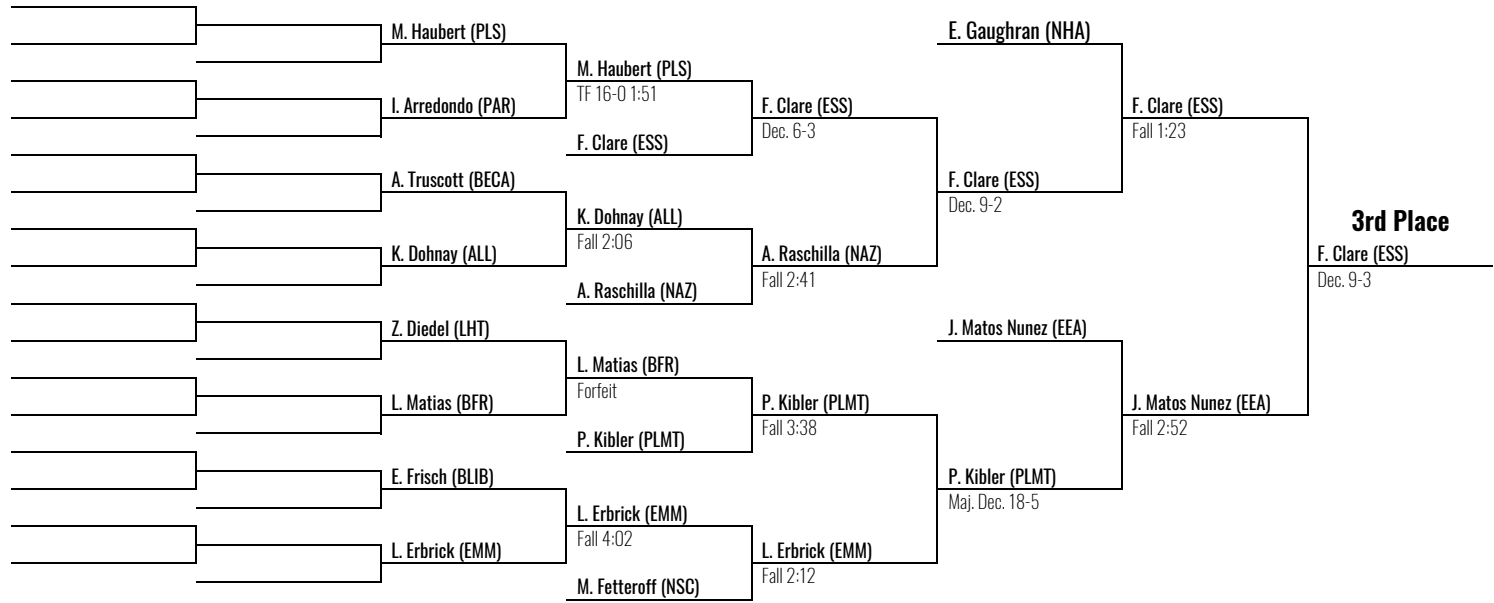 M. Haubert (PLS)
I. Arredondo (PAR)
A. Truscott (BECA)
K. Dohnay (ALL)
Z. Diedel (LHT)
L. Matias (BFR)
E. Frisch (BLIB)
L. Erbrick (EMM)
M. Haubert (PLS)
TF 16-0 1:51
F. Clare (ESS)
K. Dohnay (ALL)
Fall 2:06
A. Raschilla (NAZ)
L. Matias (BFR)
Forfeit
P. Kibler (PLMT)
L. Erbrick (EMM)
Fall 4:02
M. Fetteroff (NSC)
F. Clare (ESS)
Dec. 6-3
A. Raschilla (NAZ)
Fall 2:41
P. Kibler (PLMT)
Fall 3:38
L. Erbrick (EMM)
Fall 2:12
E. Gaughran (NHA)
F. Clare (ESS)
Dec. 9-2
J. Matos Nunez (EEA)
P. Kibler (PLMT)
Maj. Dec. 18-5
F. Clare (ESS)
Fall 1:23
J. Matos Nunez (EEA)
Fall 2:52
3rd Place
F. Clare (ESS)
Dec. 9-3